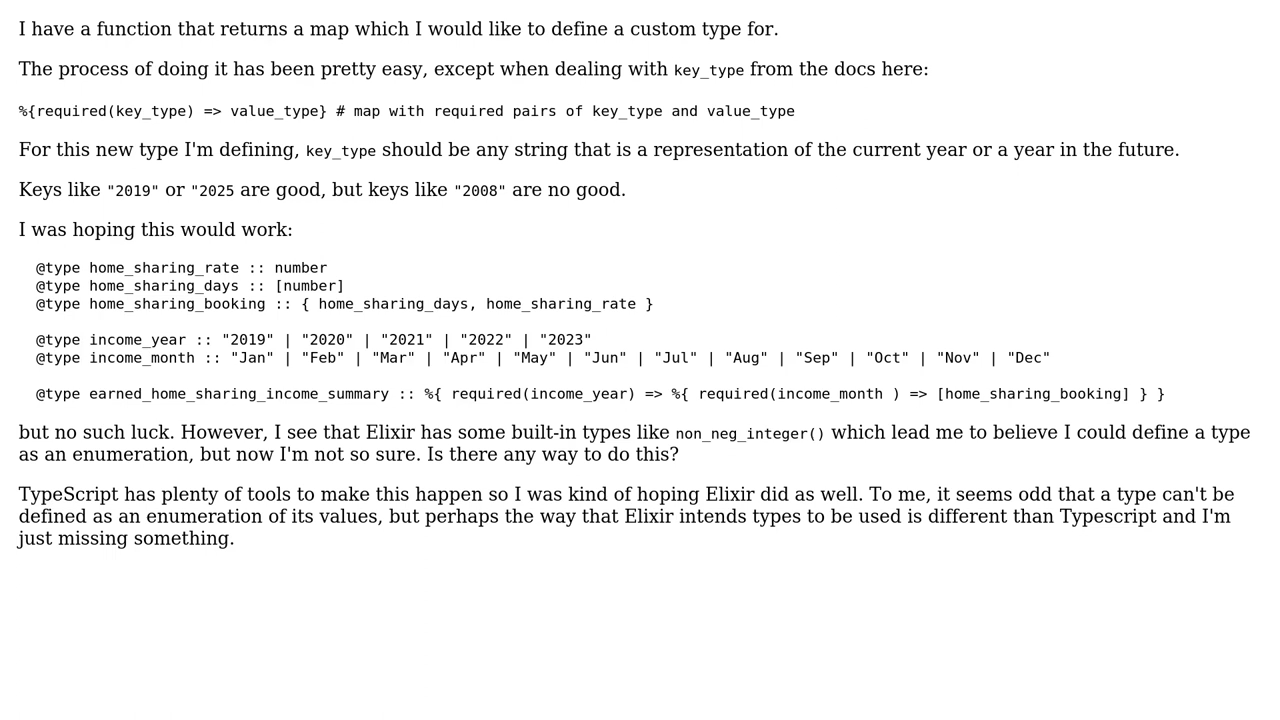 I have a function that returns a map which I would like to define a custom type for.
The process of doing it has been pretty easy, except when dealing with key_type from the docs here:
%{required(key_type) => value_type} # map with required pairs of key_type and value_type
For this new type I'm defining, key_type should be any string that is a representation of the current year or a year in the future.
Keys like "2019" or "2025 are good, but keys like "2008" are no good.
I was hoping this would work:
@type home_sharing_rate :: number
@type home_sharing_days :: [number]
@type home_sharing_booking :: { home_sharing_days, home_sharing_rate }
@type income_year :: "2019" | "2020" | "2021" | "2022" | "2023"
@type income_month :: "Jan" | "Feb" | "Mar" | "Apr" | "May" | "Jun" | "Jul" | "Aug" | "Sep" | "Oct" | "Nov" | "Dec"
@type earned_home_sharing_income_summary :: %{ required(income_year) => %{ required(income_month ) => [home_sharing_booking] } }
but no such luck. However, I see that Elixir has some built-in types like non_neg_integer() which lead me to believe I could define a type
as an enumeration, but now I'm not so sure. Is there any way to do this?
TypeScript has plenty of tools to make this happen so I was kind of hoping Elixir did as well. To me, it seems odd that a type can't be
defined as an enumeration of its values, but perhaps the way that Elixir intends types to be used is different than Typescript and I'm
just missing something.